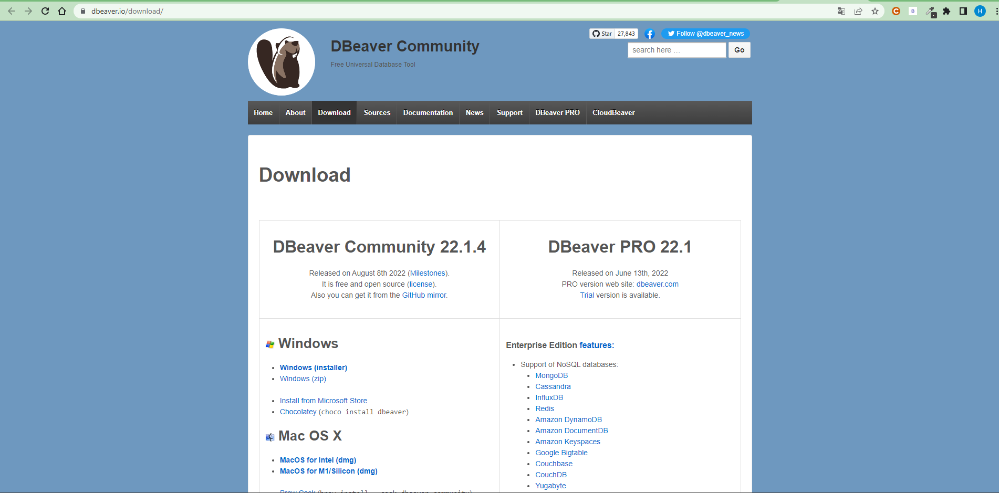 dbeaver.io/download/
C
B
H
DBeaver Community
Free Universal Database Tool
Star 27,843
Follow @dbeaver_news
search here …
Go
Home About Download Sources Documentation News Support DBeaver PRO CloudBeaver
Download
DBeaver Community 22.1.4
Released on August 8th 2022 (Milestones).
It is free and open source (license).
Also you can get it from the GitHub mirror.
DBeaver PRO 22.1
Released on June 13th, 2022
PRO version web site: dbeaver.com
Trial version is available.
Windows
Windows (installer)
Windows (zip)
Install from Microsoft Store
Chocolatey (choco install dbeaver)
Mac OS X
MacOS for Intel (dmg)
MacOS for M1/Silicon (dmg)
Enterprise Edition features:
Support of NoSQL databases:
MongoDB
Cassandra
InfluxDB
Redis
Amazon DynamoDB
Amazon DocumentDB
Amazon Keyspaces
Google Bigtable
Couchbase
CouchDB
Yugabyte